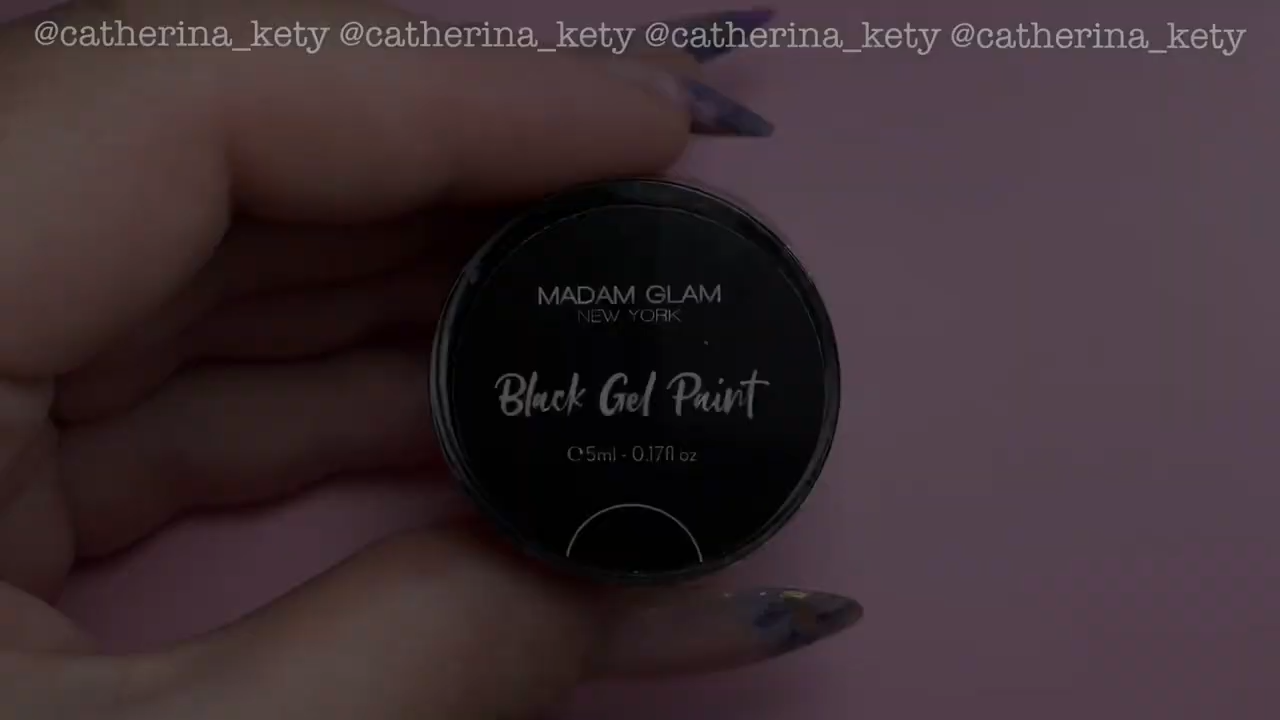 @catherina_kety @catherina_kety @catherina_kety @catherina_kety
MADAM GLAM
NEW YORK
Black Gel Paint
℮5ml - 0.17fl oz